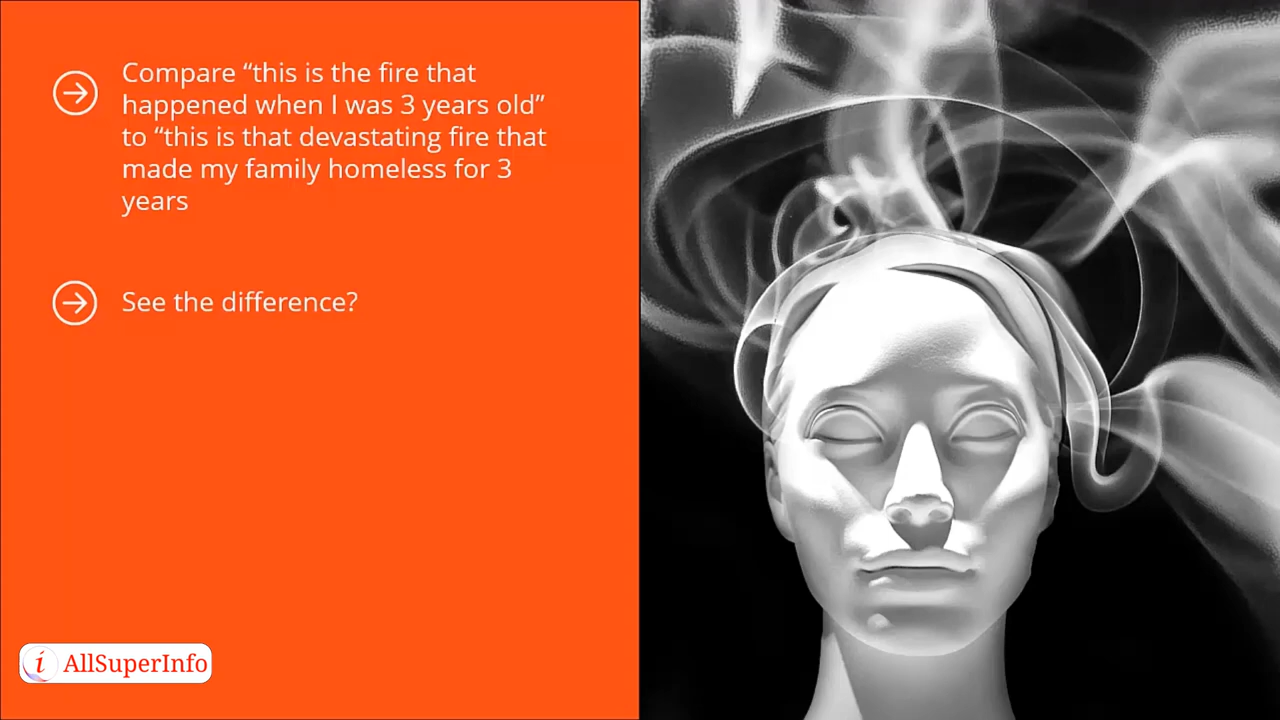 Compare “this is the fire that
happened when I was 3 years old”
to “this is that devastating fire that
made my family homeless for 3
years
See the difference?
i AllSuperInfo